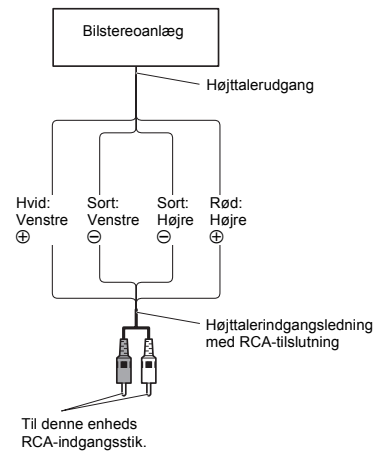 Bilstereoanlæg
Højttalerudgang
Hvid:
Venstre
⊕
Sort:
Venstre
⊖
Sort:
Højre
⊖
Rød:
Højre
⊕
Højttalerindgangsledning
med RCA-tilslutning
Til denne enheds
RCA-indgangsstik.